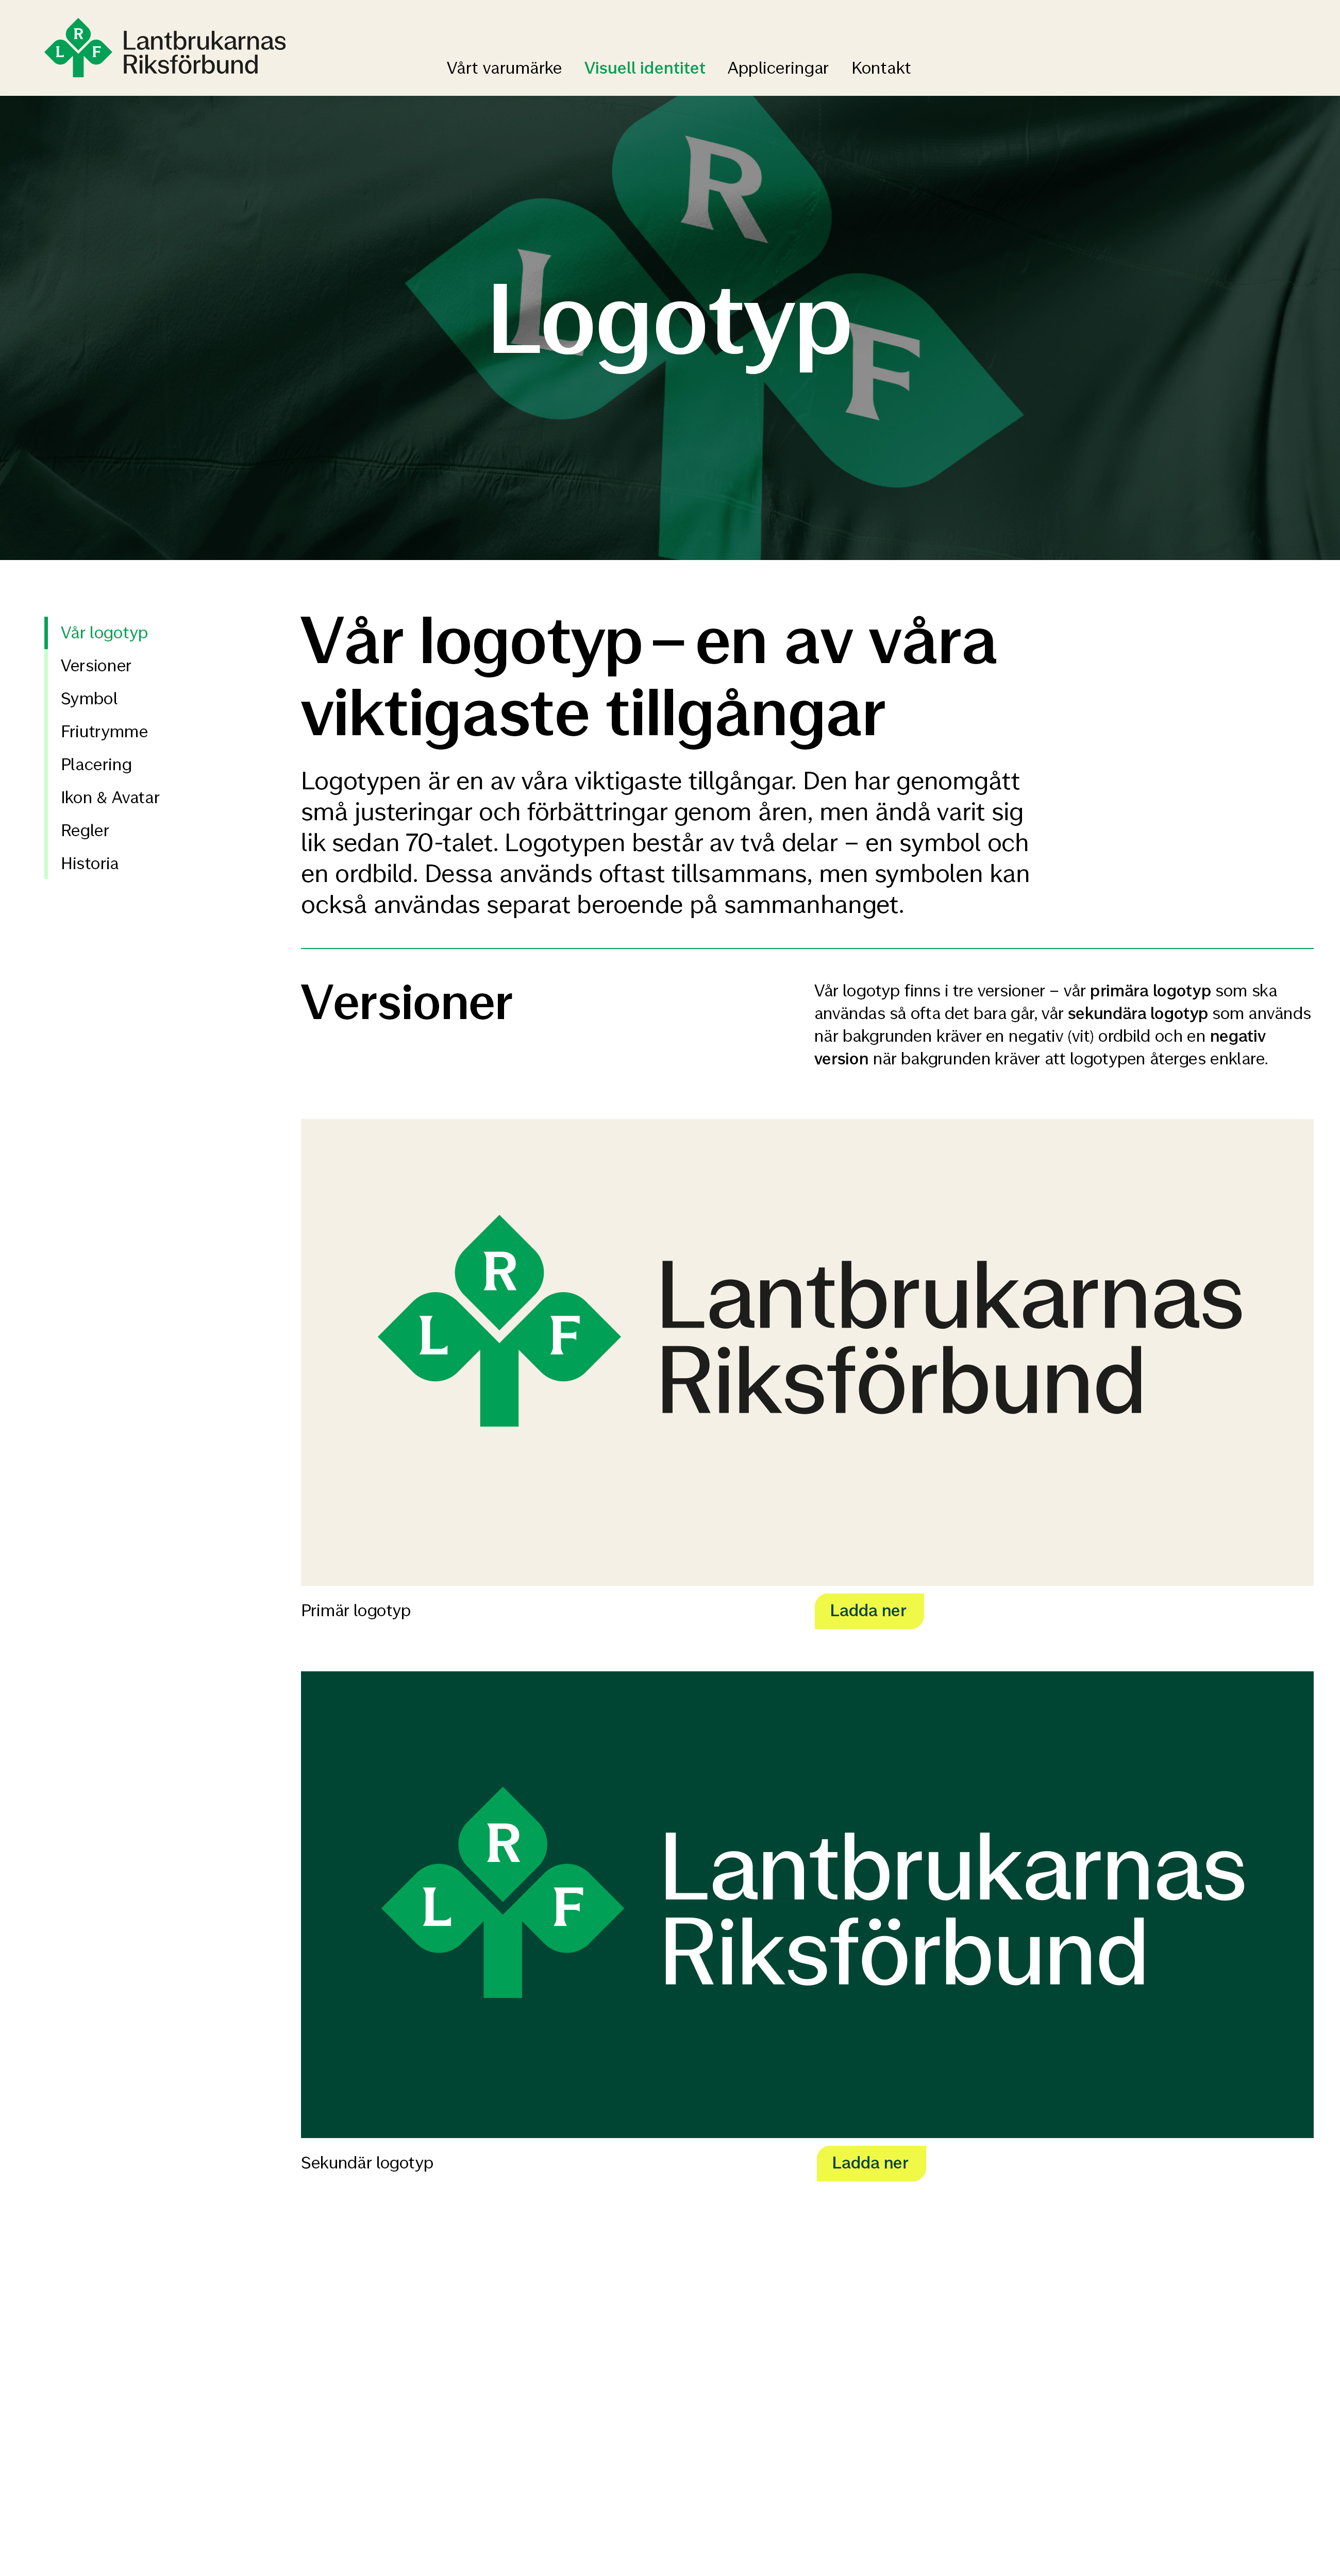 L R F
Lantbrukarnas
Riksförbund
Vårt varumärke Visuell identitet Appliceringar Kontakt
L R F
Logotyp
Vår logotyp
Versioner
Symbol
Friutrymme
Placering
Ikon & Avatar
Regler
Historia
Vår logotyp – en av våra
viktigaste tillgångar
Logotypen är en av våra viktigaste tillgångar. Den har genomgått
små justeringar och förbättringar genom åren, men ändå varit sig
lik sedan 70-talet. Logotypen består av två delar – en symbol och
en ordbild. Dessa används oftast tillsammans, men symbolen kan
också användas separat beroende på sammanhanget.
Versioner
Vår logotyp finns i tre versioner – vår primära logotyp som ska
användas så ofta det bara går, vår sekundära logotyp som används
när bakgrunden kräver en negativ (vit) ordbild och en negativ
version när bakgrunden kräver att logotypen återges enklare.
L R F
Lantbrukarnas
Riksförbund
Primär logotyp
Ladda ner
L R F
Lantbrukarnas
Riksförbund
Sekundär logotyp
Ladda ner